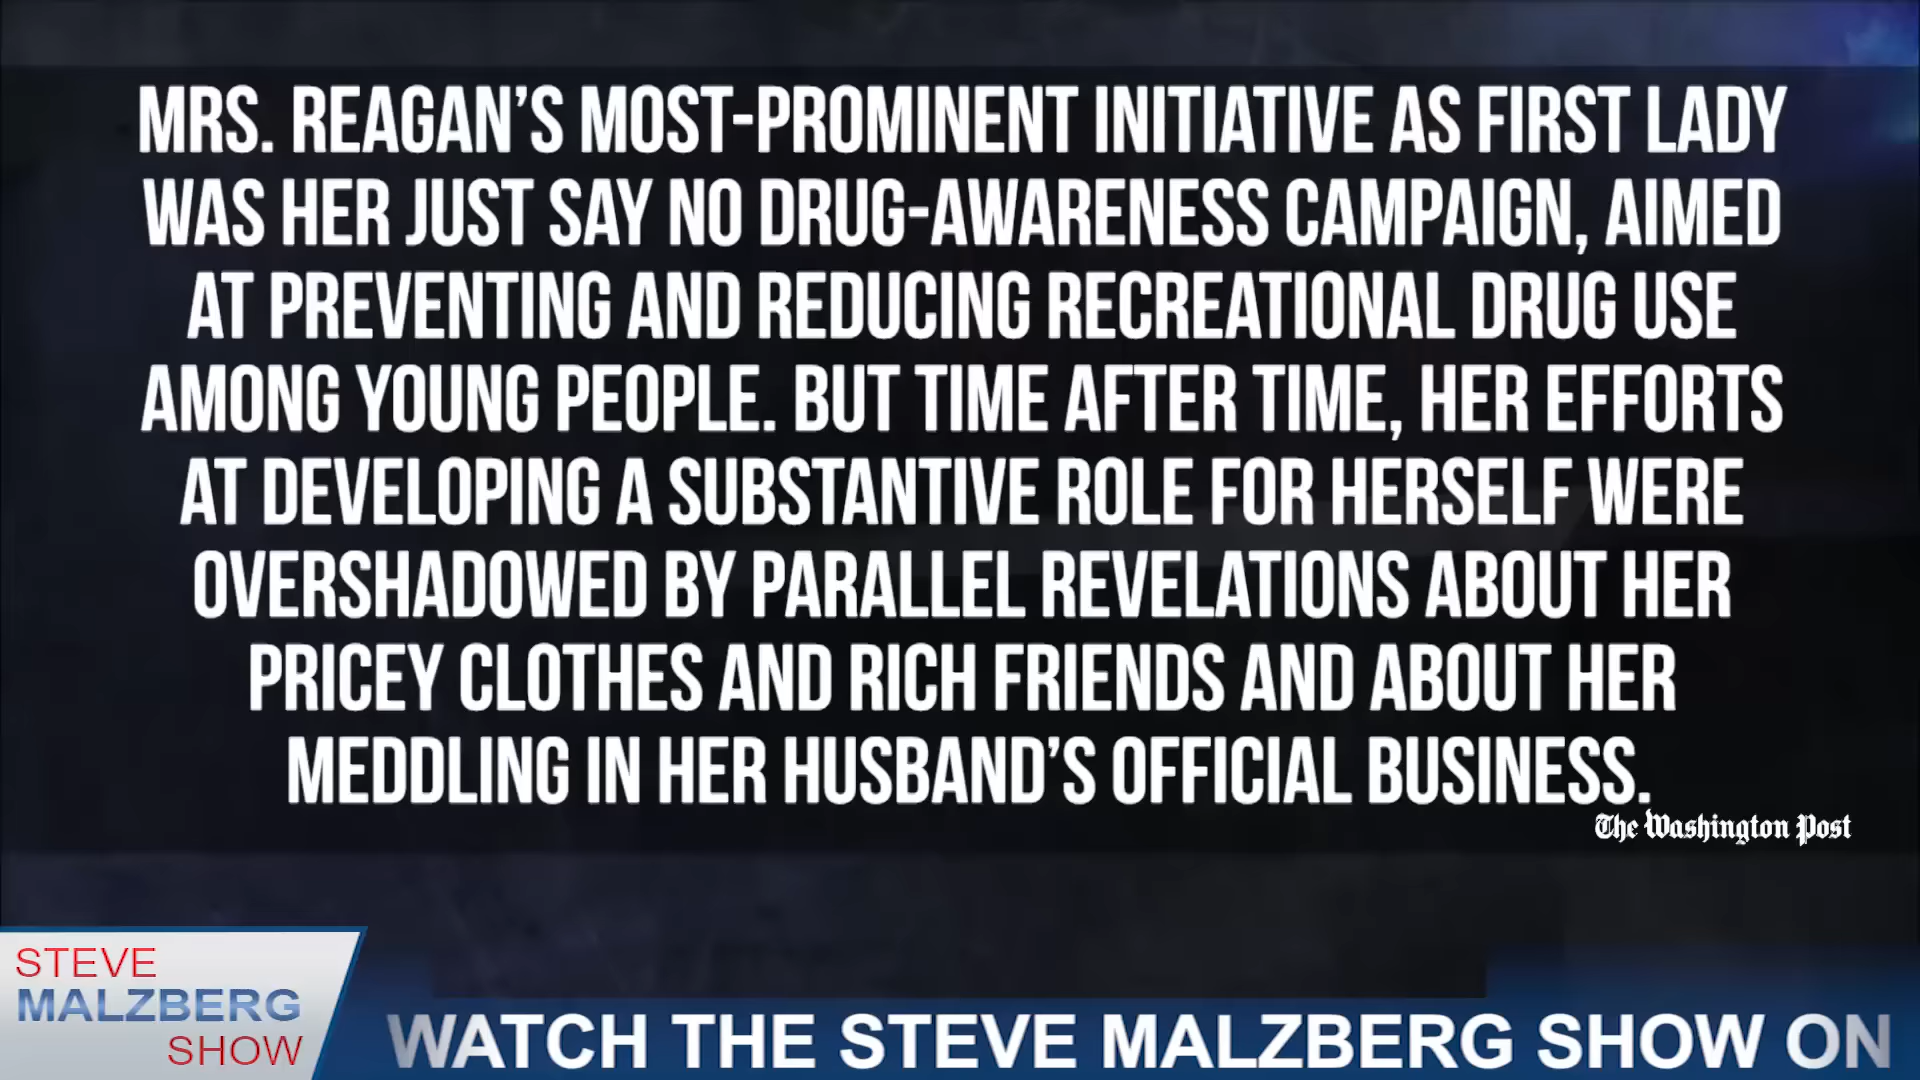 MRS. REAGAN’S MOST-PROMINENT INITIATIVE AS FIRST LADY
WAS HER JUST SAY NO DRUG-AWARENESS CAMPAIGN, AIMED
AT PREVENTING AND REDUCING RECREATIONAL DRUG USE
AMONG YOUNG PEOPLE. BUT TIME AFTER TIME, HER EFFORTS
AT DEVELOPING A SUBSTANTIVE ROLE FOR HERSELF WERE
OVERSHADOWED BY PARALLEL REVELATIONS ABOUT HER
PRICEY CLOTHES AND RICH FRIENDS AND ABOUT HER
MEDDLING IN HER HUSBAND’S OFFICIAL BUSINESS.
The Washington Post
STEVE
MALZBERG
SHOW
WATCH THE STEVE MALZBERG SHOW ON